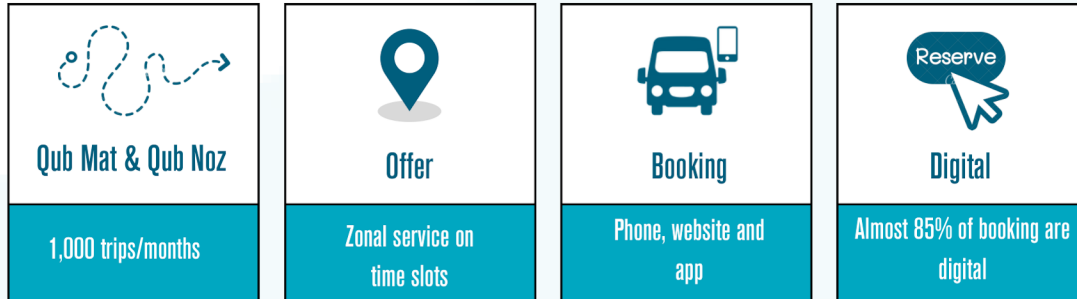 Qub Mat & Qub Noz
1,000 trips/months
Offer
Zonal service on
time slots
Booking
Phone, website and
app
Reserve
Digital
Almost 85% of booking are
digital